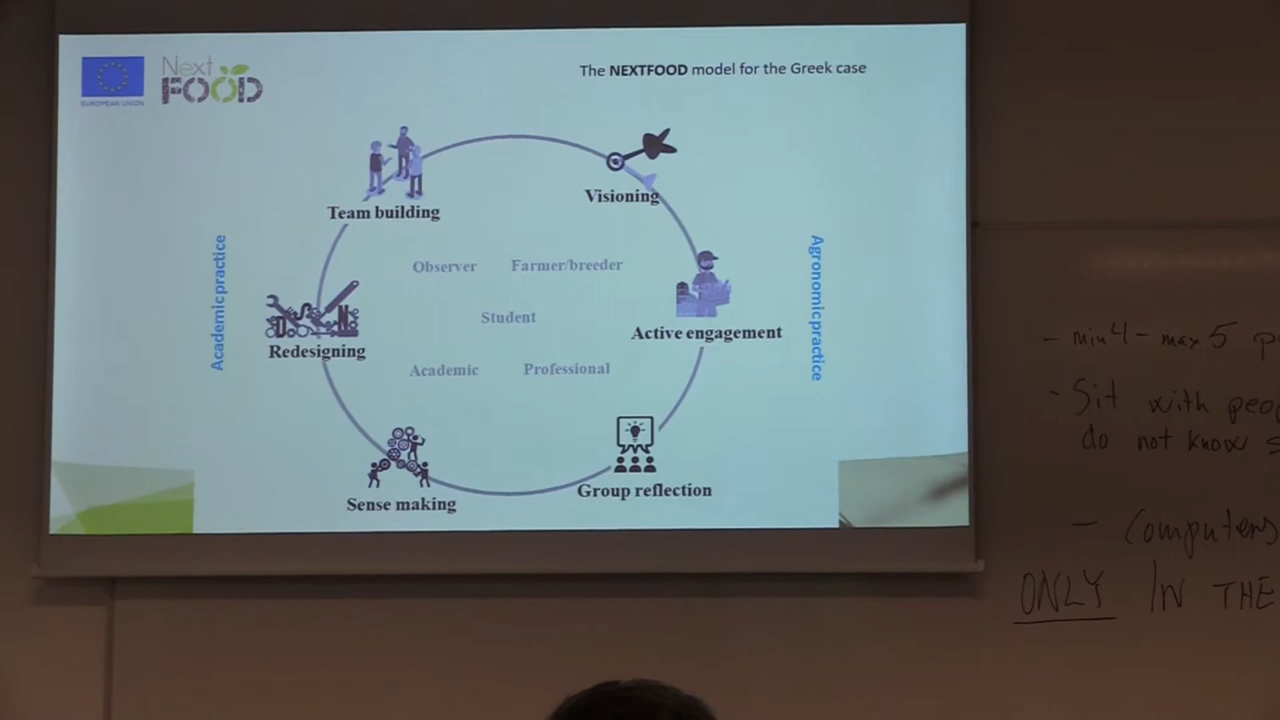 Next
FOOD
EUROPEAN UNION
The NEXTFOOD model for the Greek case
Team building
Visioning
Academic practice
Observer
Farmer/breeder
Agronomic practice
Student
Active engagement
Redesigning
Academic
Professional
Sense making
Group reflection
- min 4 - max 5
- Sit with
do not know
- Computers
ONLY IN THE